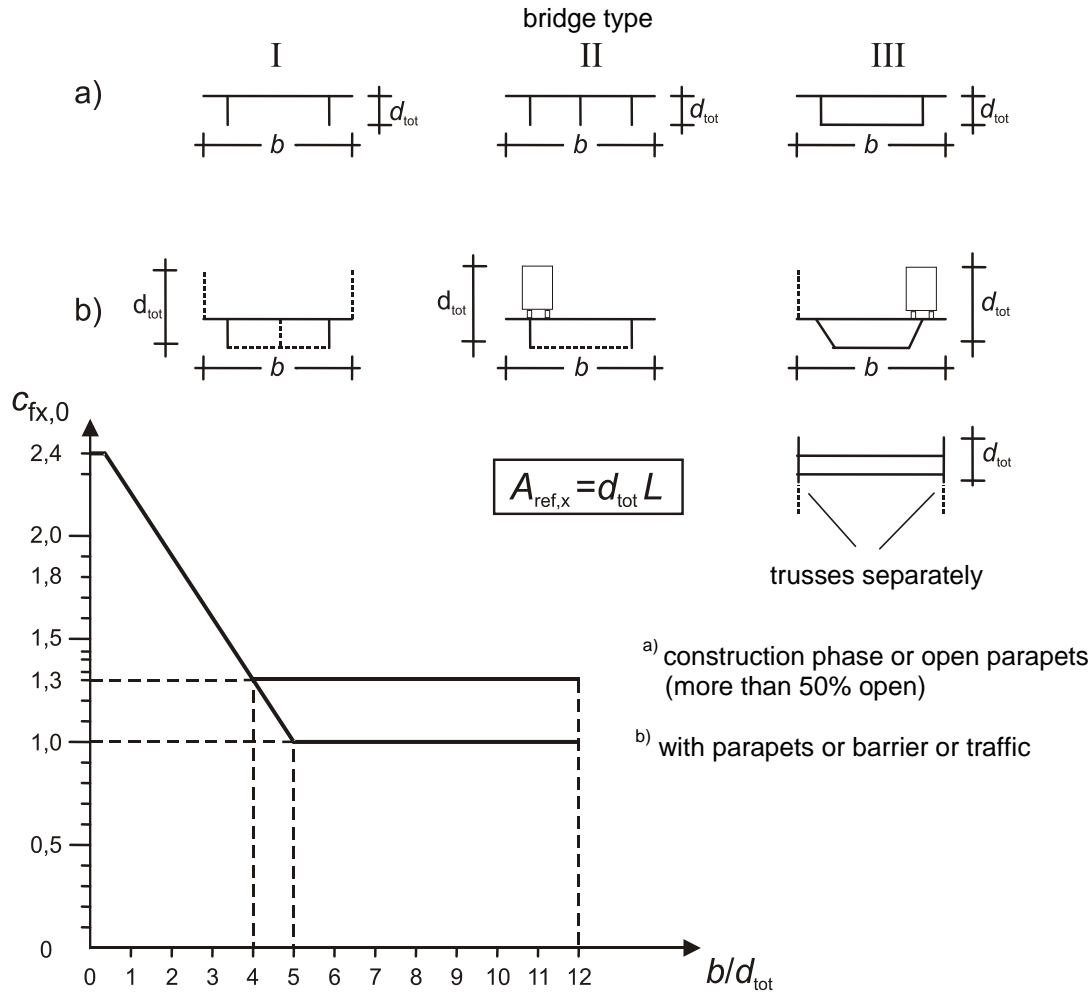 bridge type
I II III
a)
d_tot d_tot d_tot
b b b
b)
d_tot d_tot d_tot
b b b
c_fx,0
2,4
2,0
1,8
1,5
1,3
1,0
0,5
0
0 1 2 3 4 5 6 7 8 9 10 11 12
b/d_tot
A_ref,x = d_tot L
d_tot
trusses separately
a) construction phase or open parapets
(more than 50% open)
b) with parapets or barrier or traffic